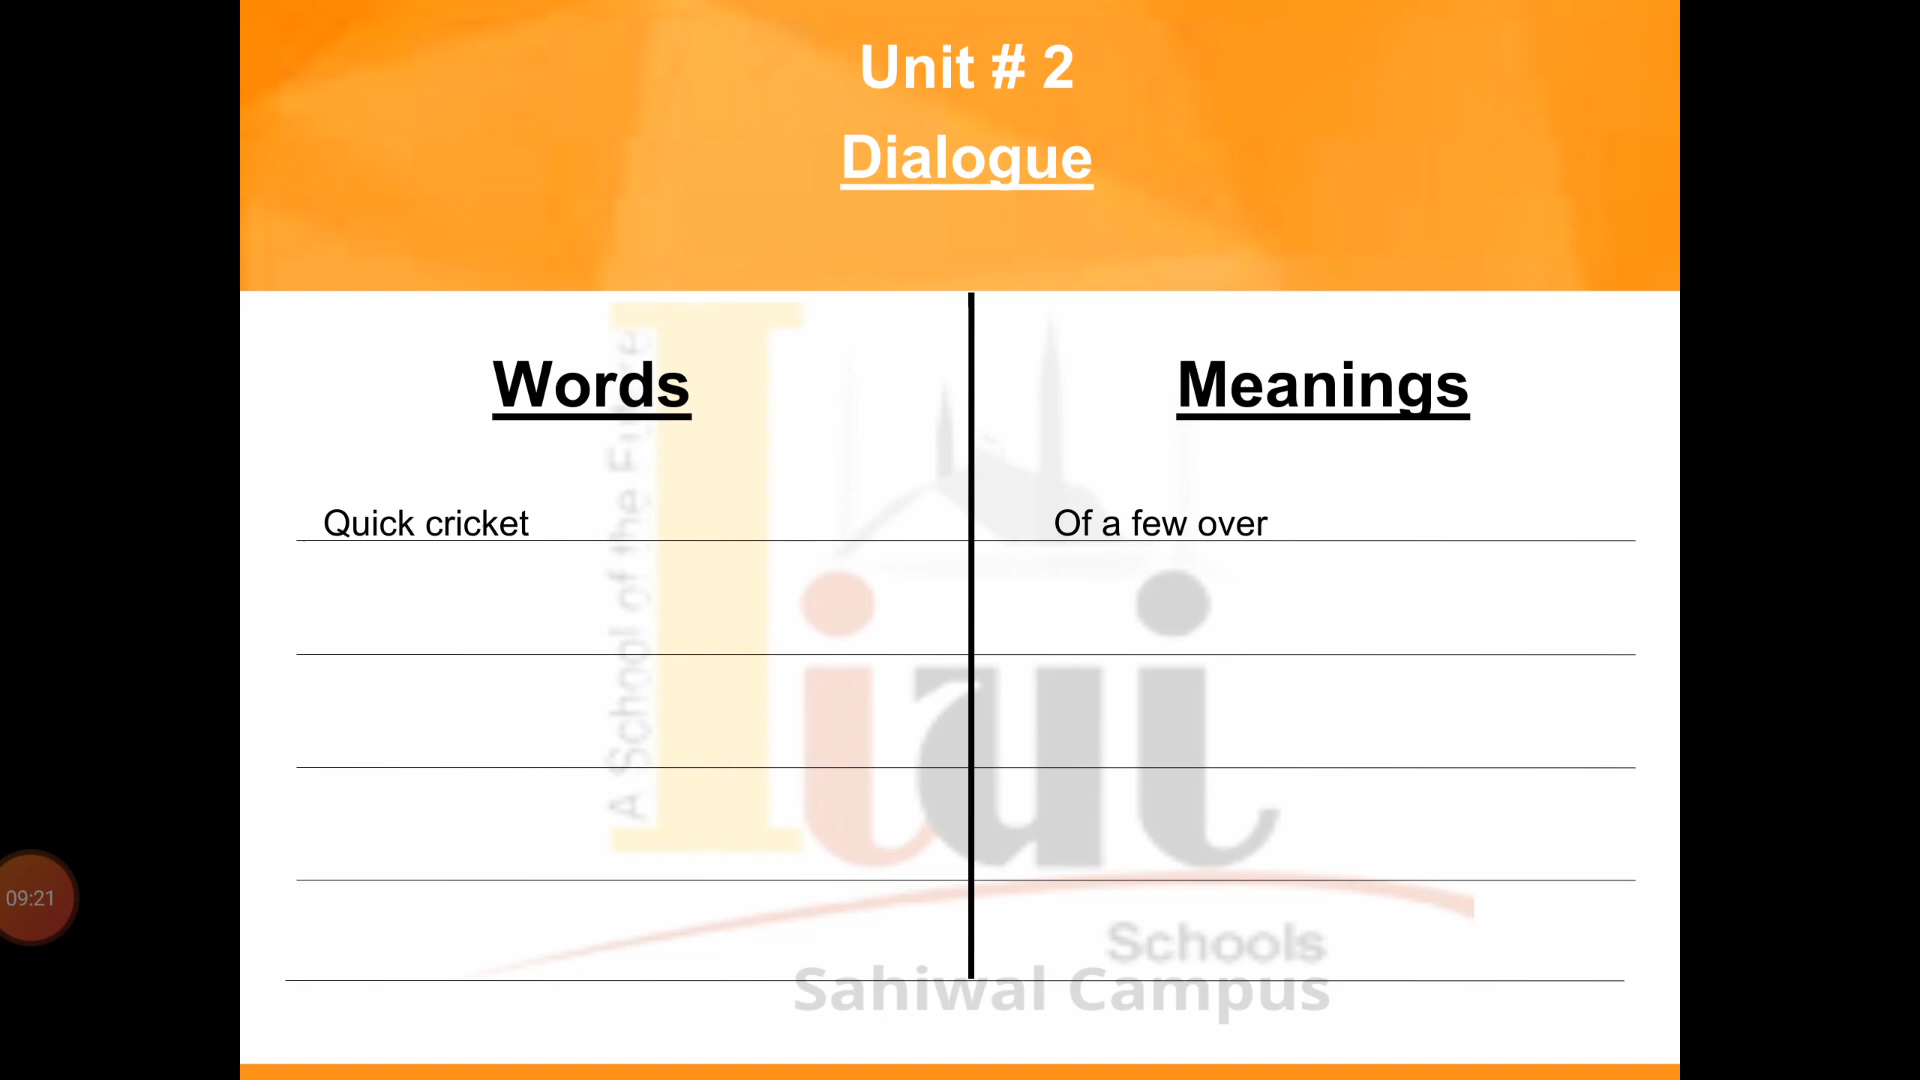 Unit # 2
Dialogue
Words
Meanings
Quick cricket
Of a few over
A School of the Future
Iiui
Schools
Sahiwal Campus
09:21